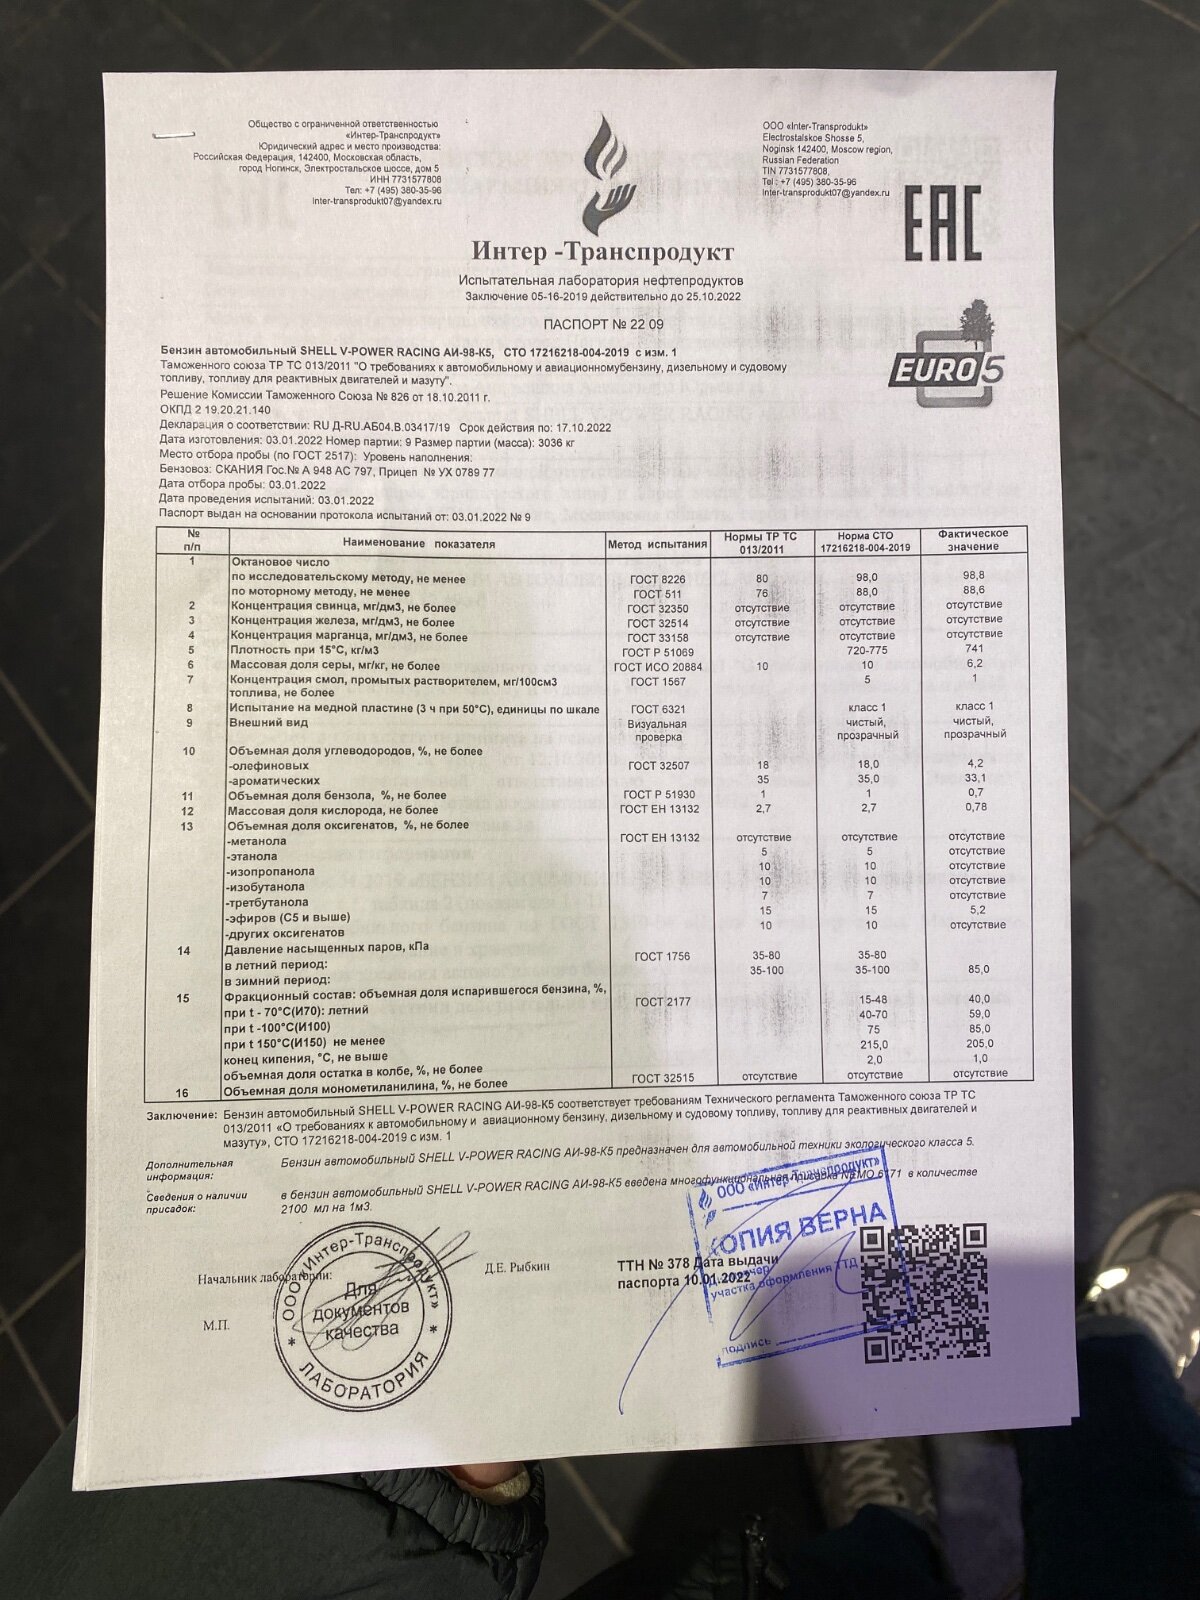 Общество с ограниченной ответственностью
«Интер-Транспродукт»
Юридический адрес и место производства:
Российская Федерация, 142400, Московская область,
город Ногинск, Электростальское шоссе, дом 5
ИНН 7731577808
Тел: +7 (495) 380-35-96
Inter-transprodukt07@yandex.ru
ООО «Inter-Transprodukt»
Electrostalskoe Shosse 5,
Noginsk 142400, Moscow region,
Russian Federation
TIN 7731577808,
Tel : +7 (495) 380-35-96
Inter-transprodukt07@yandex.ru
EAC
Интер -Транспродукт
Испытательная лаборатория нефтепродуктов
Заключение 05-16-2019 действительно до 25.10.2022
ПАСПОРТ № 22 09
EURO 5
Бензин автомобильный SHELL V-POWER RACING АИ-98-К5, СТО 17216218-004-2019 с изм. 1
Таможенного союза ТР ТС 013/2011 "О требованиях к автомобильному и авиационномубензину, дизельному и судовому
топливу, топливу для реактивных двигателей и мазуту".
Решение Комиссии Таможенного Союза № 826 от 18.10.2011 г.
ОКПД 2 19.20.21.140
Декларация о соответствии: RU Д-RU.АБ04.В.03417/19 Срок действия по: 17.10.2022
Дата изготовления: 03.01.2022 Номер партии: 9 Размер партии (масса): 3036 кг
Место отбора пробы (по ГОСТ 2517): Уровень наполнения:
Бензовоз: СКАНИЯ Гос.№ А 948 АС 797, Прицеп № УХ 0789 77
Дата отбора пробы: 03.01.2022
Дата проведения испытаний: 03.01.2022
Паспорт выдан на основании протокола испытаний от: 03.01.2022 № 9
№ п/п Наименование показателя Метод испытания Нормы ТР ТС 013/2011 Норма СТО 17216218-004-2019 Фактическое значение
1 Октановое число
по исследовательскому методу, не менее ГОСТ 8226 80 98,0 98,8
по моторному методу, не менее ГОСТ 511 76 88,0 88,6
2 Концентрация свинца, мг/дм3, не более ГОСТ 32350 отсутствие отсутствие отсутствие
3 Концентрация железа, мг/дм3, не более ГОСТ 32514 отсутствие отсутствие отсутствие
4 Концентрация марганца, мг/дм3, не более ГОСТ 33158 отсутствие отсутствие отсутствие
5 Плотность при 15°С, кг/м3 ГОСТ Р 51069 720-775 741
6 Массовая доля серы, мг/кг, не более ГОСТ ИСО 20884 10 10 6,2
7 Концентрация смол, промытых растворителем, мг/100см3 ГОСТ 1567 5 1
топлива, не более
8 Испытание на медной пластине (3 ч при 50°С), единицы по шкале ГОСТ 6321 класс 1 класс 1
9 Внешний вид Визуальная проверка чистый, прозрачный чистый, прозрачный
10 Объемная доля углеводородов, %, не более
-олефиновых ГОСТ 32507 18 18,0 4,2
-ароматических 35 35,0 33,1
11 Объемная доля бензола, %, не более ГОСТ Р 51930 1 1 0,7
12 Массовая доля кислорода, не более ГОСТ ЕН 13132 2,7 2,7 0,78
13 Объемная доля оксигенатов, %, не более
-метанола ГОСТ ЕН 13132 отсутствие отсутствие отсутствие
-этанола 5 5 отсутствие
-изопропанола 10 10 отсутствие
-изобутанола 10 10 отсутствие
-третбутанола 7 7 отсутствие
-эфиров (С5 и выше) 15 15 5,2
-других оксигенатов 10 10 отсутствие
14 Давление насыщенных паров, кПа ГОСТ 1756
в летний период: 35-80 35-80
в зимний период: 35-100 35-100 85,0
15 Фракционный состав: объемная доля испарившегося бензина, %, ГОСТ 2177
при t - 70°С(И70): летний 15-48 40,0
при t -100°С(И100) 40-70 59,0
при t 150°С(И150) не менее 75 85,0
конец кипения, °С, не выше 215,0 205,0
объемная доля остатка в колбе, %, не более 2,0 1,0
16 Объемная доля монометиланилина, %, не более ГОСТ 32515 отсутствие отсутствие отсутствие
Заключение: Бензин автомобильный SHELL V-POWER RACING АИ-98-К5 соответствует требованиям Технического регламента Таможенного союза ТР ТС
013/2011 «О требованиях к автомобильному и авиационному бензину, дизельному и судовому топливу, топливу для реактивных двигателей и
мазуту», СТО 17216218-004-2019 с изм. 1
Дополнительная информация: Бензин автомобильный SHELL V-POWER RACING АИ-98-К5 предназначен для автомобильной техники экологического класса 5.
Сведения о наличии присадок: в бензин автомобильный SHELL V-POWER RACING АИ-98-К5 введена многофункциональная присадка NEMO 6171 в количестве
2100 мл на 1м3.
Начальник лаборатории:
Д.Е. Рыбкин
М.П.
ООО «Интер-Транспродукт»
Для
документов
качества
* ЛАБОРАТОРИЯ *
ТТН № 378 Дата выдачи
паспорта 10.01.2022
ООО «Интер-Транспродукт»
КОПИЯ ВЕРНА
участка оформления ТТД
подпись